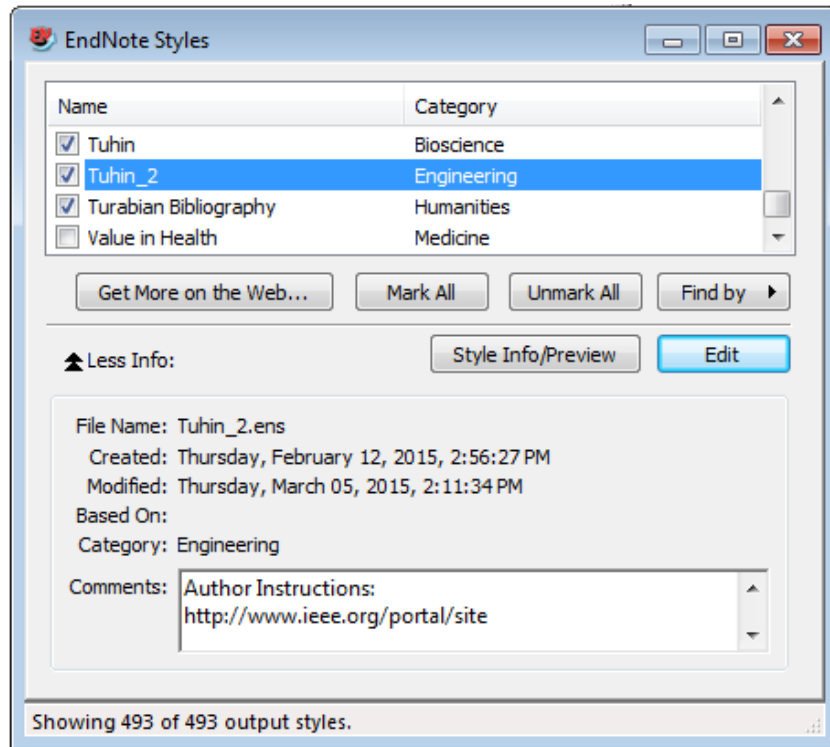 EndNote Styles
Name Category
Tuhin Bioscience
Tuhin_2 Engineering
Turabian Bibliography Humanities
Value in Health Medicine
Get More on the Web... Mark All Unmark All Find by
Less Info: Style Info/Preview Edit
File Name: Tuhin_2.ens
Created: Thursday, February 12, 2015, 2:56:27 PM
Modified: Thursday, March 05, 2015, 2:11:34 PM
Based On:
Category: Engineering
Comments: Author Instructions:
http://www.ieee.org/portal/site
Showing 493 of 493 output styles.